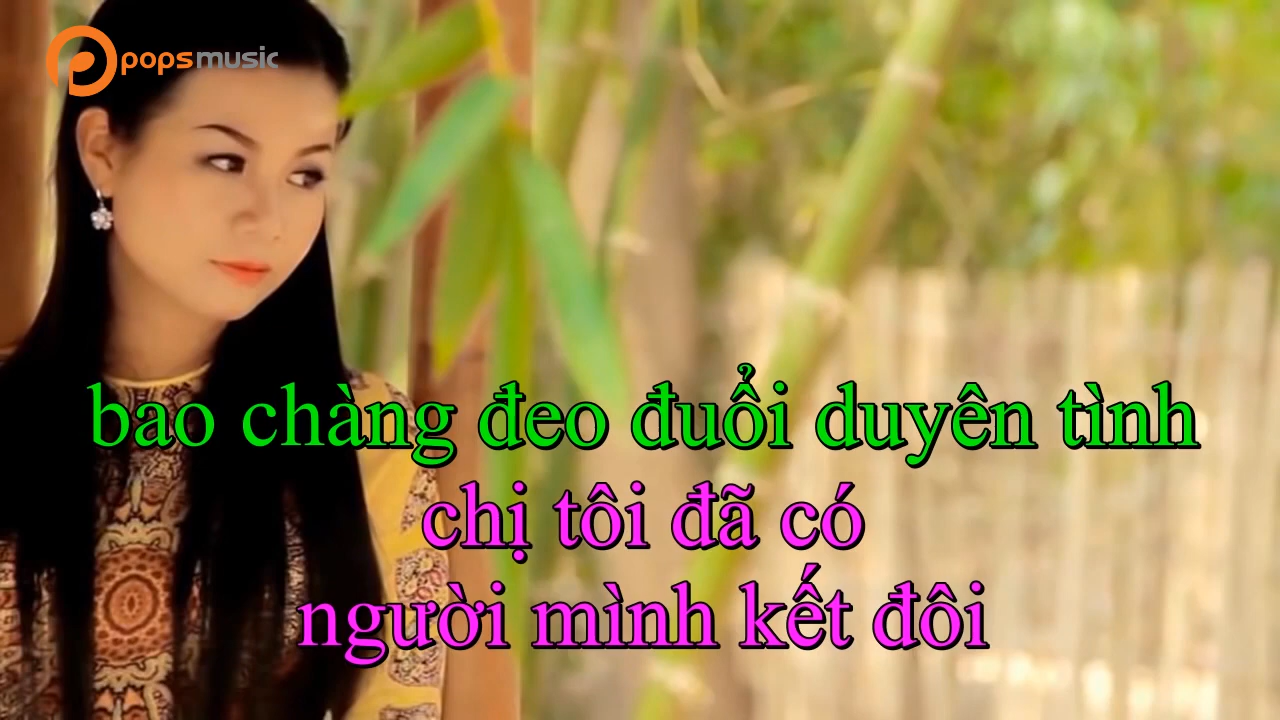 popsmusic
bao chàng đeo đuổi duyên tình
chị tôi đã có
người mình kết đôi